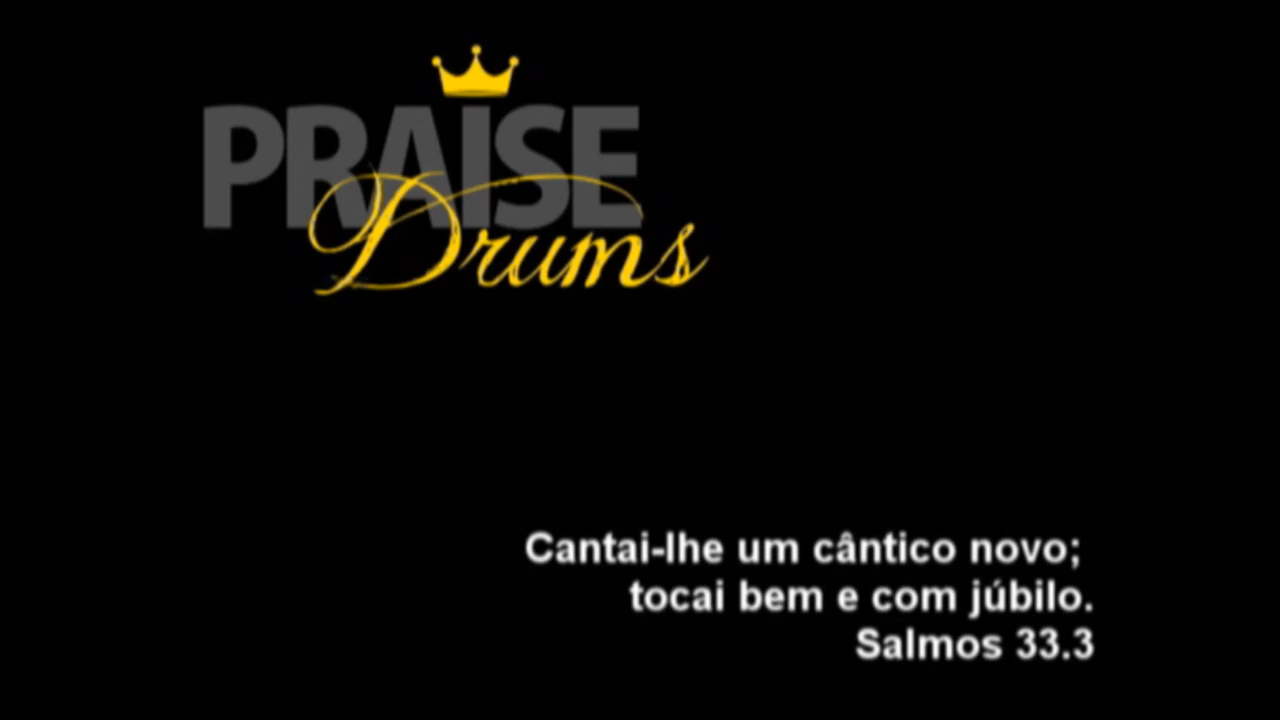 PRAISE
Drums
Cantai-lhe um cântico novo;
tocai bem e com júbilo.
Salmos 33.3